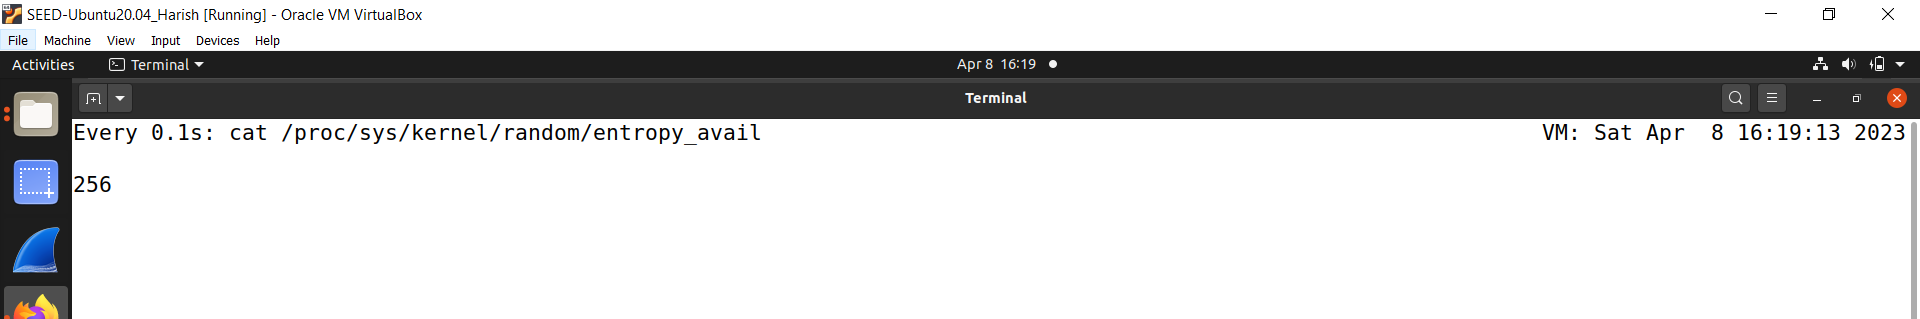 SEED-Ubuntu20.04_Harish [Running] - Oracle VM VirtualBox
File Machine View Input Devices Help
Activities Terminal Apr 8 16:19
Terminal
Every 0.1s: cat /proc/sys/kernel/random/entropy_avail VM: Sat Apr  8 16:19:13 2023
256